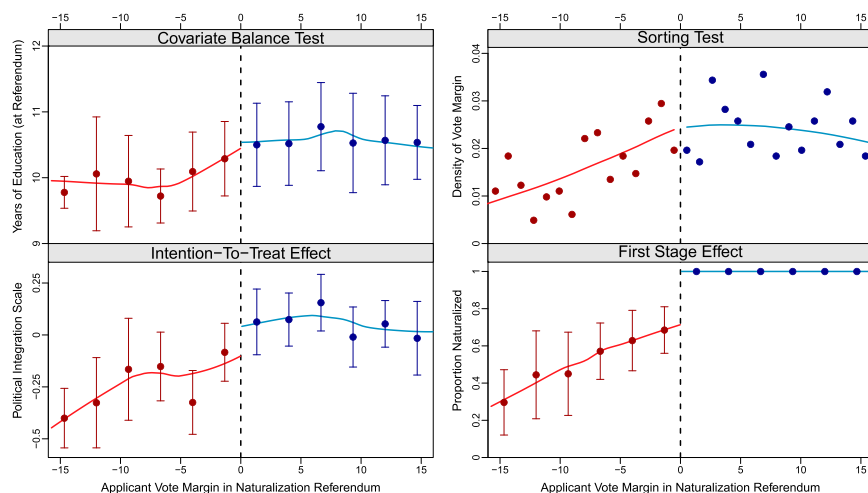 −15 −10 −5 0 5 10 15
−15 −10 −5 0 5 10 15
Covariate Balance Test
Sorting Test
Years of Education (at Referendum)
9 10 11 12
Density of Vote Margin
0 0.01 0.02 0.03 0.04
Intention−To−Treat Effect
First Stage Effect
Political Integration Scale
−0.5 −0.25 0 0.25
Proportion Naturalized
0 0.2 0.4 0.6 0.8 1
−15 −10 −5 0 5 10 15
−15 −10 −5 0 5 10 15
Applicant Vote Margin in Naturalization Referendum
Applicant Vote Margin in Naturalization Referendum